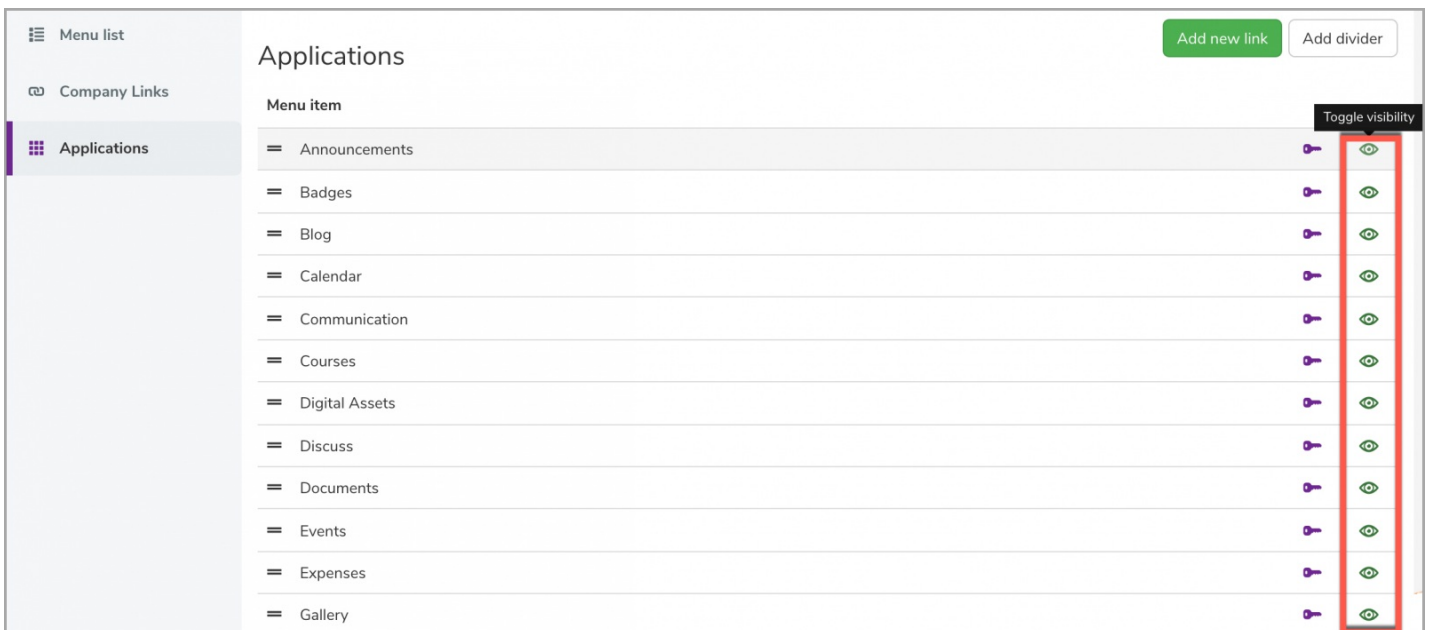 Menu list
Company Links
Applications
Applications
Add new link
Add divider
Menu item
Toggle visibility
Announcements
Badges
Blog
Calendar
Communication
Courses
Digital Assets
Discuss
Documents
Events
Expenses
Gallery